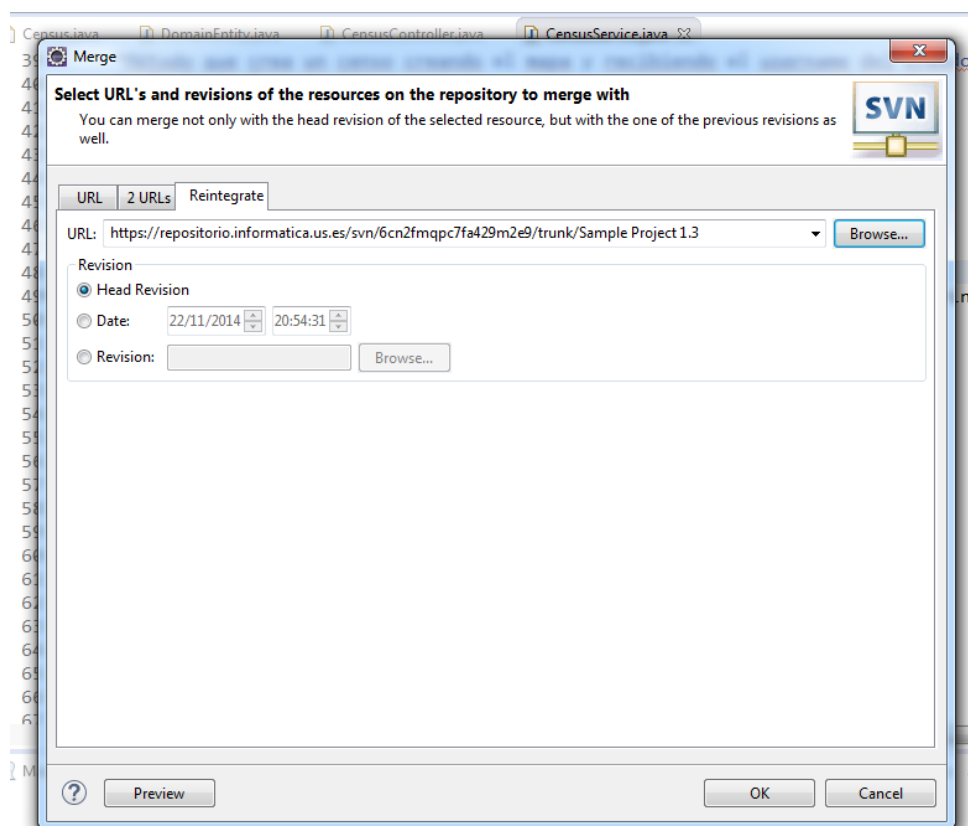 Census.java DomainEntity.java CensusController.java CensusService.java
Merge
Select URL's and revisions of the resources on the repository to merge with
You can merge not only with the head revision of the selected resource, but with the one of the previous revisions as
well.
SVN
URL 2 URLs Reintegrate
URL: https://repositorio.informatica.us.es/svn/6cn2fmqpc7fa429m2e9/trunk/Sample Project 1.3 Browse...
Revision
Head Revision
Date: 22/11/2014 20:54:31
Revision: Browse...
? Preview OK Cancel